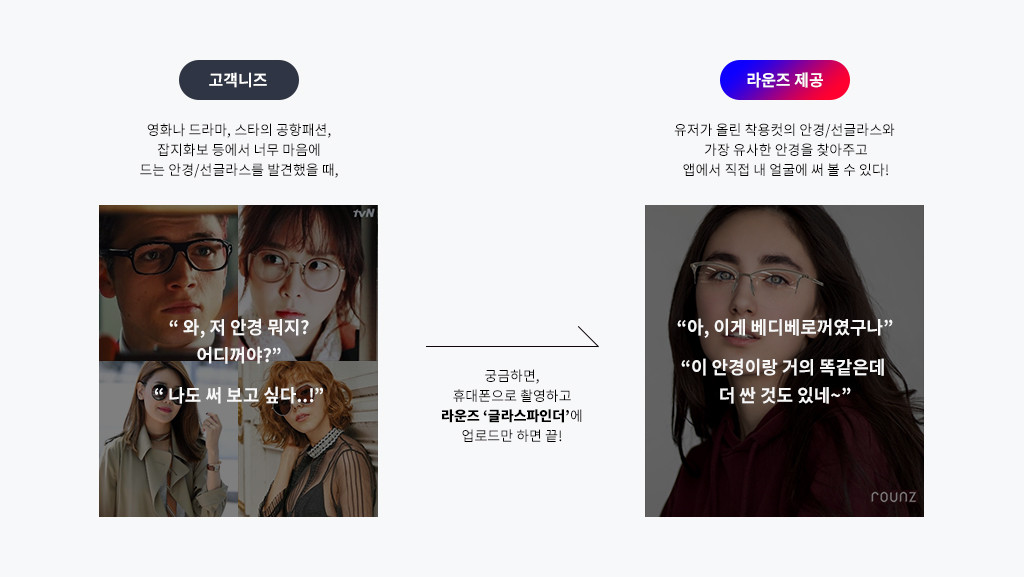 고객니즈
영화나 드라마, 스타의 공항패션,
잡지화보 등에서 너무 마음에
드는 안경/선글라스를 발견했을 때,
tvN
“ 와, 저 안경 뭐지?
어디꺼야?”
“ 나도 써 보고 싶다..!”
궁금하면,
휴대폰으로 촬영하고
라운즈 ‘글라스파인더’에
업로드만 하면 끝!
라운즈 제공
유저가 올린 착용컷의 안경/선글라스와
가장 유사한 안경을 찾아주고
앱에서 직접 내 얼굴에 써 볼 수 있다!
“아, 이게 베디베로꺼였구나”
“이 안경이랑 거의 똑같은데
더 싼 것도 있네~”
rounz